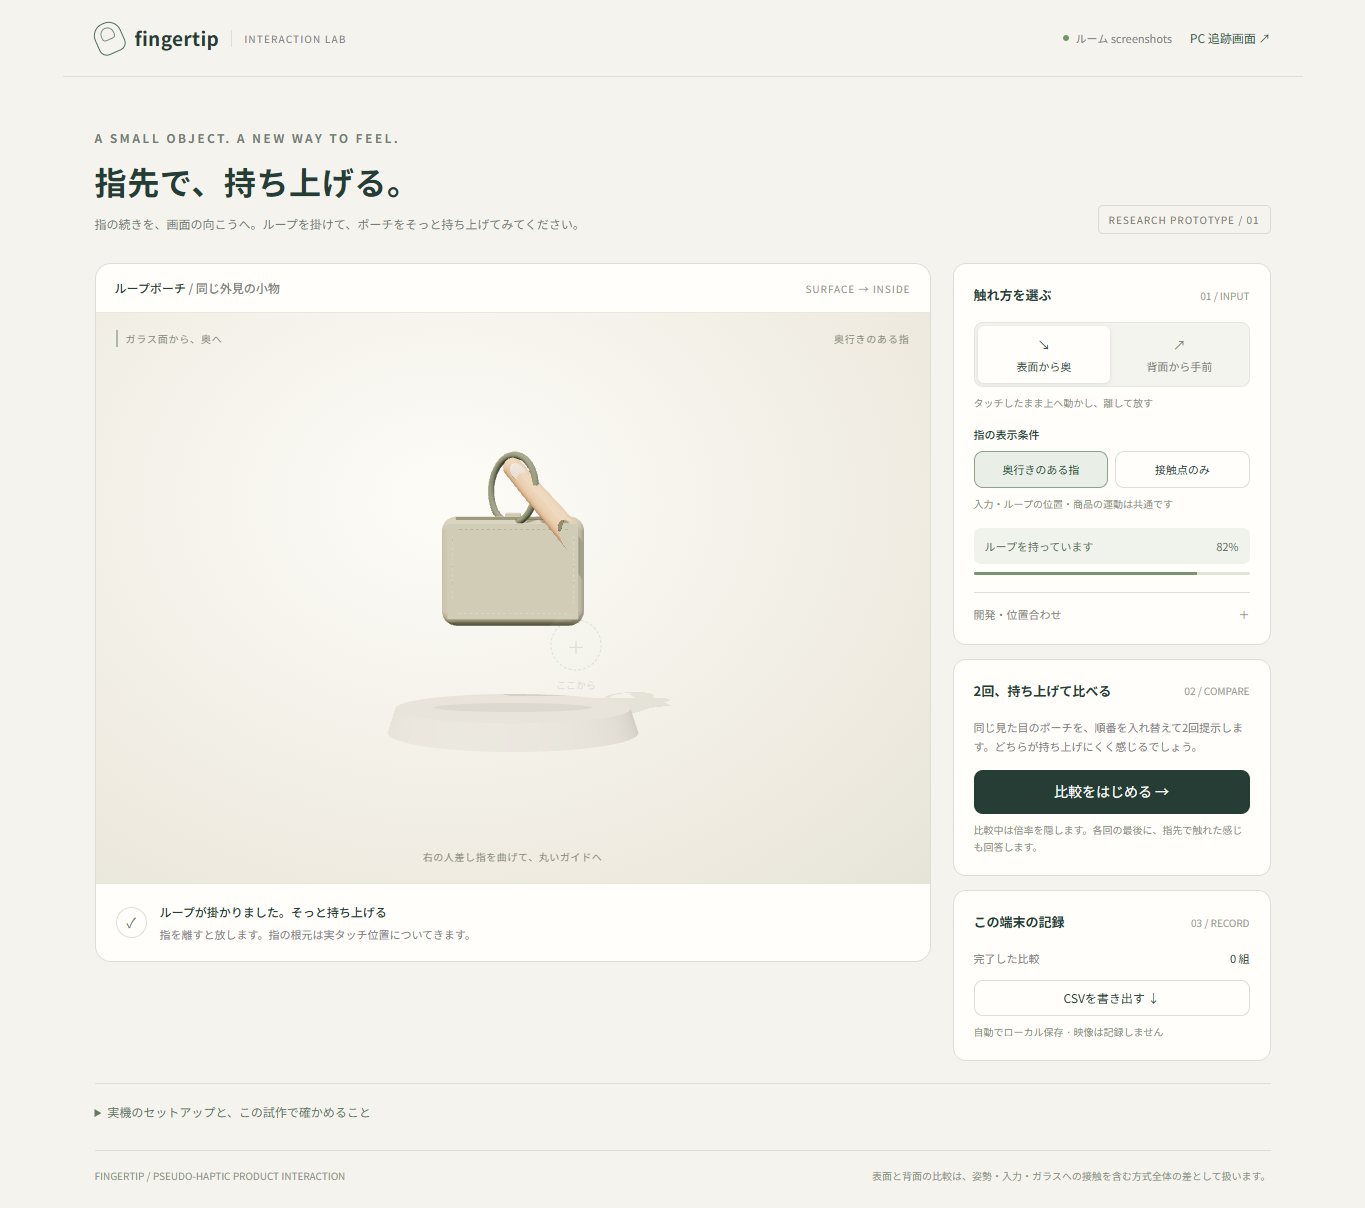 fingertip
INTERACTION LAB
ルーム screenshots
PC 追跡画面 ↗
A SMALL OBJECT. A NEW WAY TO FEEL.
指先で、持ち上げる。
指の続きを、画面の向こうへ。ループを掛けて、ポーチをそっと持ち上げてみてください。
RESEARCH PROTOTYPE / 01
ループポーチ / 同じ外見の小物
SURFACE → INSIDE
ガラス面から、奥へ
奥行きのある指
ここから
右の人差し指を曲げて、丸いガイドへ
ループが掛かりました。そっと持ち上げる
指を離すと放します。指の根元は実タッチ位置についてきます。
触れ方を選ぶ
01 / INPUT
↘
表面から奥
↗
背面から手前
タッチしたまま上へ動かし、離して放す
指の表示条件
奥行きのある指
接触点のみ
入力・ループの位置・商品の運動は共通です
ループを持っています
82%
開発・位置合わせ
+
2回、持ち上げて比べる
02 / COMPARE
同じ見た目のポーチを、順番を入れ替えて2回提示しま
す。どちらが持ち上げにくく感じるでしょう。
比較をはじめる →
比較中は倍率を隠します。各回の最後に、指先で触れた感じ
も回答します。
この端末の記録
03 / RECORD
完了した比較
0 組
CSVを書き出す ↓
自動でローカル保存・映像は記録しません
▶ 実機のセットアップと、この試作で確かめること
FINGERTIP / PSEUDO-HAPTIC PRODUCT INTERACTION
表面と背面の比較は、姿勢・入力・ガラスへの接触を含む方式全体の差として扱います。